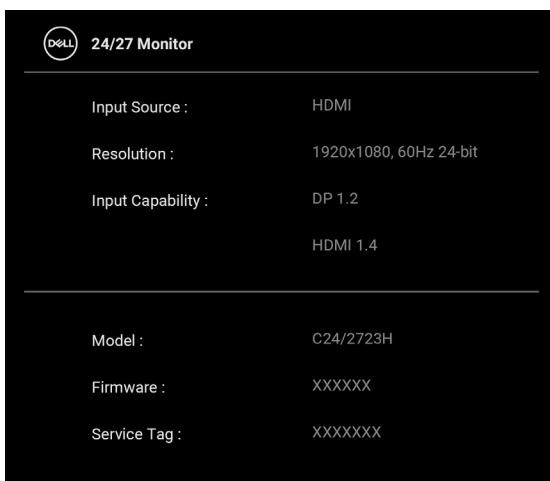 DELL 24/27 Monitor
Input Source : HDMI
Resolution : 1920x1080, 60Hz 24-bit
Input Capability : DP 1.2
HDMI 1.4
Model : C24/2723H
Firmware : XXXXXX
Service Tag : XXXXXXX